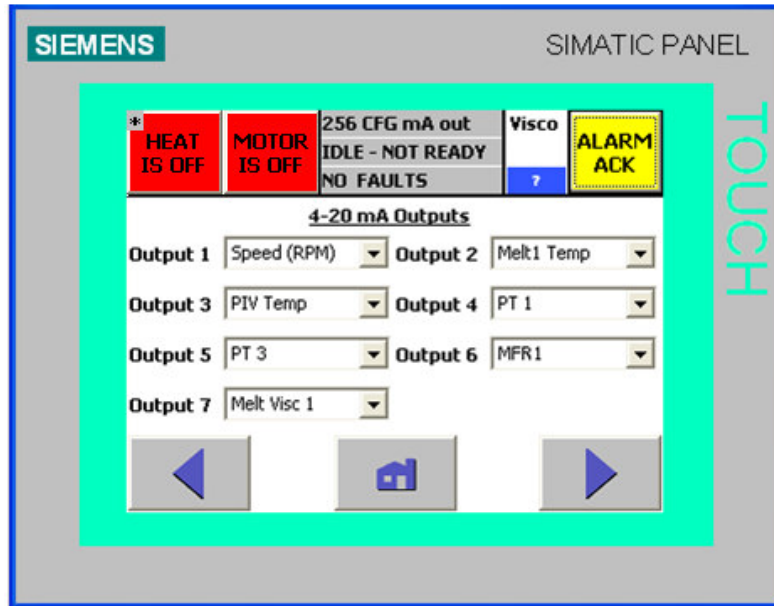 SIEMENS
SIMATIC PANEL
TOUCH
*
HEAT
IS OFF
MOTOR
IS OFF
256 CFG mA out
IDLE - NOT READY
NO FAULTS
Visco
?
ALARM
ACK
4-20 mA Outputs
Output 1 Speed (RPM) Output 2 Melt1 Temp
Output 3 PIV Temp Output 4 PT 1
Output 5 PT 3 Output 6 MFR1
Output 7 Melt Visc 1